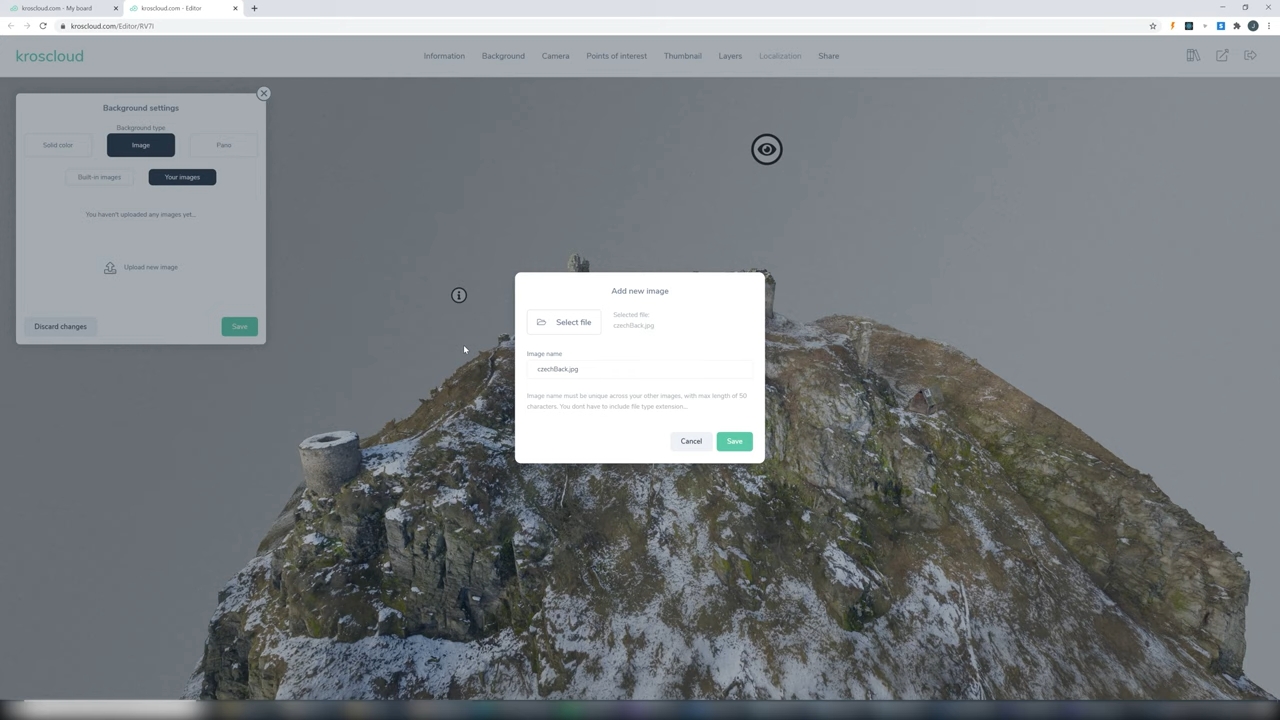 kroscloud.com - My board
kroscloud.com - Editor
kroscloud.com/Editor/RV7I
J
kroscloud
Information Background Camera Points of interest Thumbnail Layers Localization Share
Background settings
Background type:
Solid color Image Pano
Built-in images Your images
You haven't uploaded any images yet...
Upload new image
Discard changes Save
Add new image
Select file
Selected file:
czechBack.jpg
Image name
czechBack.jpg
Image name must be unique across your other images, with max length of 50
characters. You dont have to include file type extension...
Cancel Save